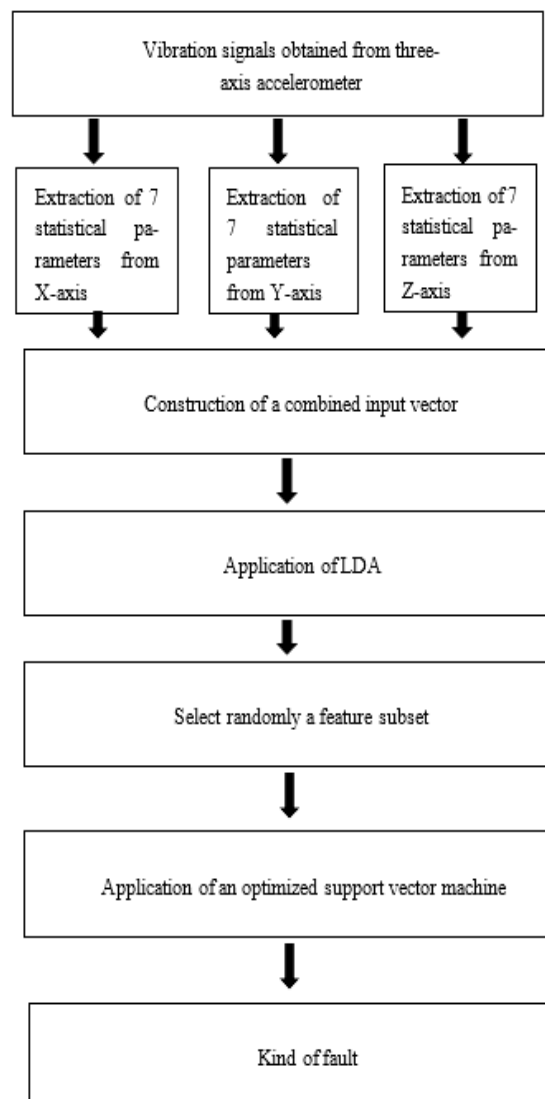 Vibration signals obtained from three-
axis accelerometer
Extraction of 7
statistical pa-
rameters from
X-axis
Extraction of
7 statistical
parameters
from Y-axis
Extraction of 7
statistical pa-
rameters from
Z-axis
Construction of a combined input vector
Application of LDA
Select randomly a feature subset
Application of an optimized support vector machine
Kind of fault